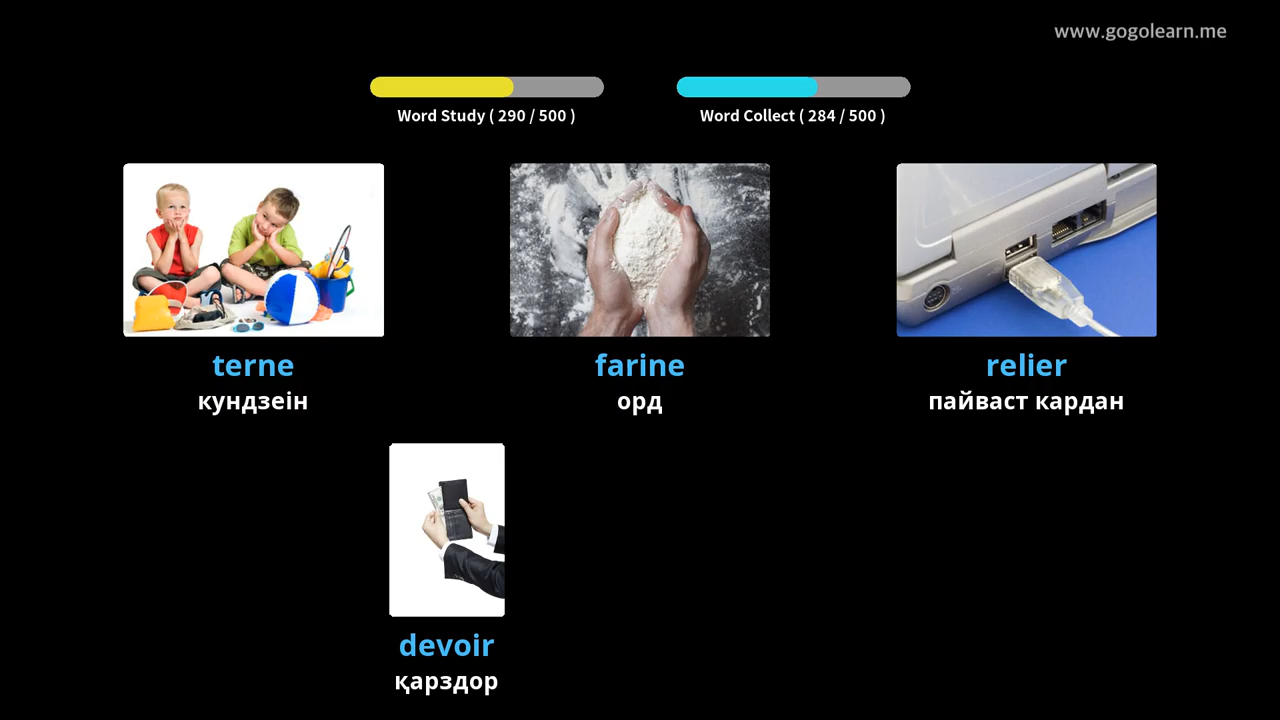 www.gogolearn.me
Word Study ( 290 / 500 )
Word Collect ( 284 / 500 )
terne
кундзеін
farine
орд
relier
пайваст кардан
devoir
қарздор